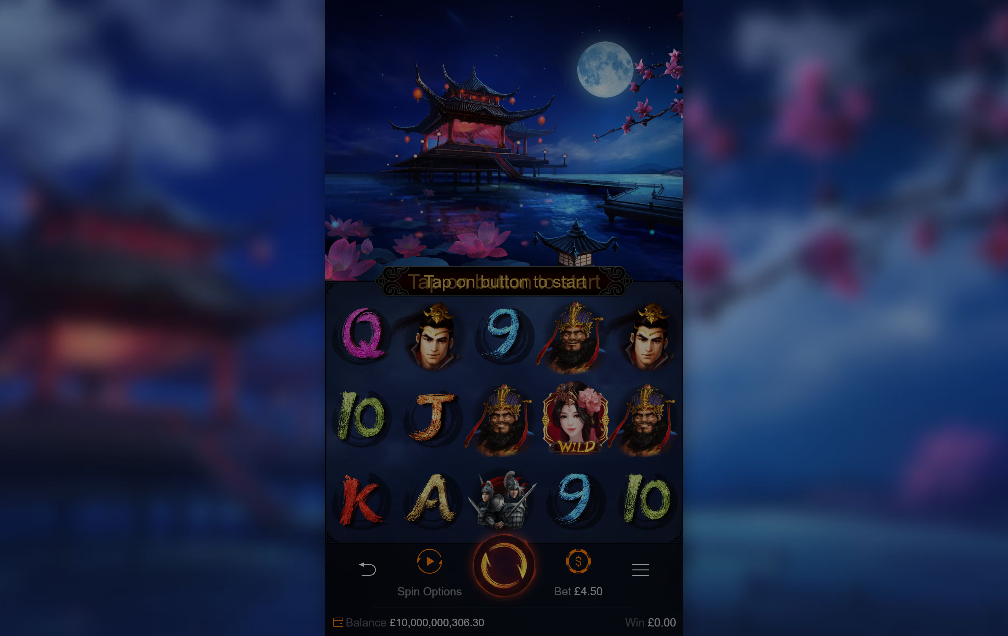 Tap on button to start
Q 9
10 J WILD
K A 9 10
Spin Options Bet £4.50
Balance £10,000,000,306.30 Win £0.00